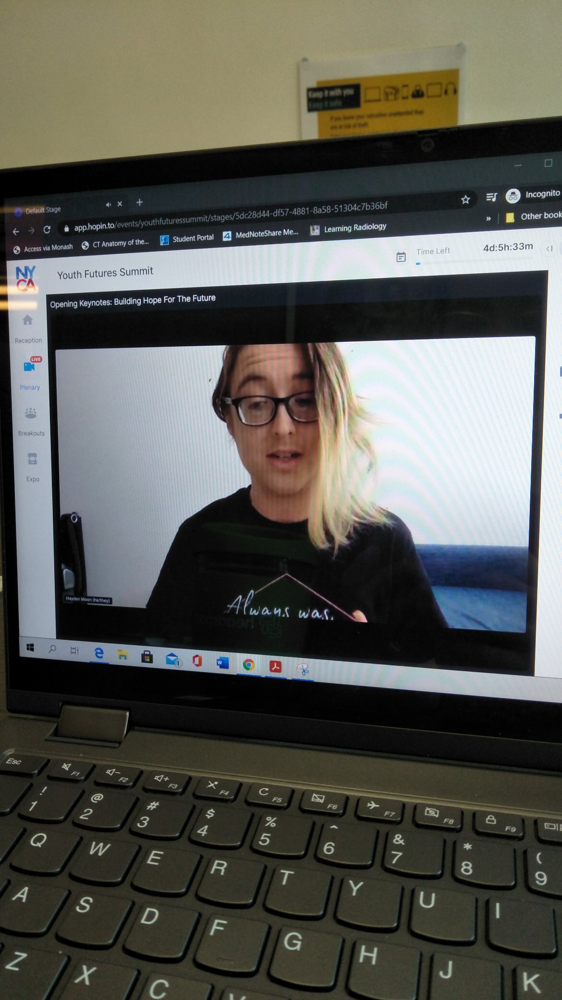 Keep it with you
Keep it safe
If you leave your valuables unattended they
are at risk of theft.
Default Stage
Incognito
app.hopin.to/events/youthfuturessummit/stages/5dc28d44-df57-4881-8a58-51304c7b36bf
Access via Monash
CT Anatomy of the...
Student Portal
MedNoteShare Me...
Learning Radiology
»
Other book
NY
CA
Youth Futures Summit
Time Left
4d:5h:33m
Opening Keynotes: Building Hope For The Future
Reception
LIVE
Plenary
Breakouts
Expo
Hayden Moon (he/they)
Always was.
1
Esc
F1
F2
F3
F4
F5
F6
F7
F8
F9
! 1
@ 2
# 3
$ 4
% 5
^ 6
& 7
* 8
( 9
Q W E R T Y U I
A S D F G H J K
Z X C